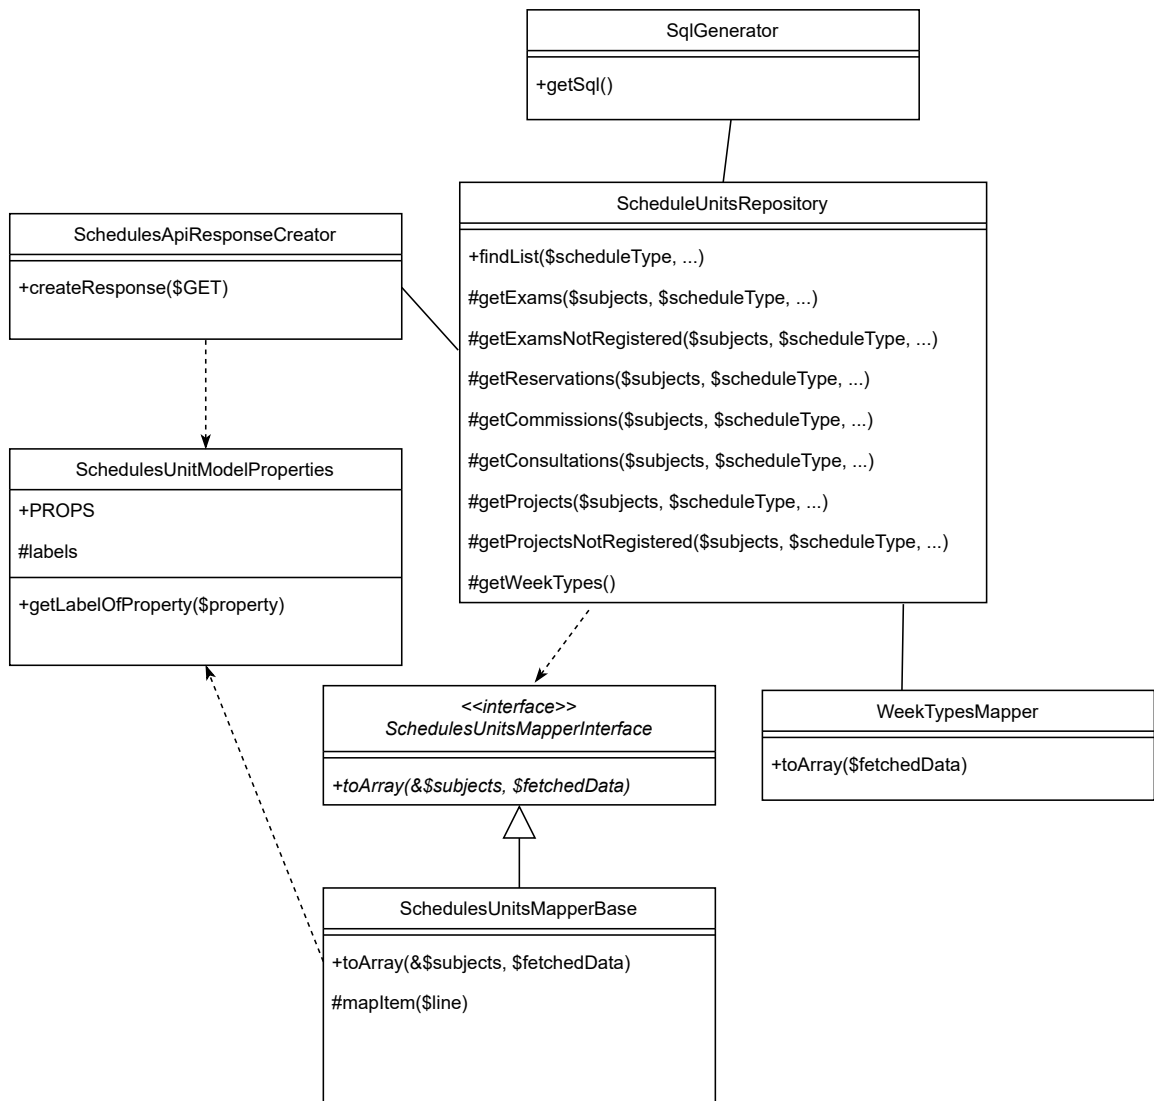 SqlGenerator
+getSql()
ScheduleUnitsRepository
+findList($scheduleType, ...)
#getExams($subjects, $scheduleType, ...)
#getExamsNotRegistered($subjects, $scheduleType, ...)
#getReservations($subjects, $scheduleType, ...)
#getCommissions($subjects, $scheduleType, ...)
#getConsultations($subjects, $scheduleType, ...)
#getProjects($subjects, $scheduleType, ...)
#getProjectsNotRegistered($subjects, $scheduleType, ...)
#getWeekTypes()
SchedulesApiResponseCreator
+createResponse($GET)
SchedulesUnitModelProperties
+PROPS
#labels
+getLabelOfProperty($property)
<<interface>>
SchedulesUnitsMapperInterface
+toArray(&$subjects, $fetchedData)
WeekTypesMapper
+toArray($fetchedData)
SchedulesUnitsMapperBase
+toArray(&$subjects, $fetchedData)
#mapItem($line)